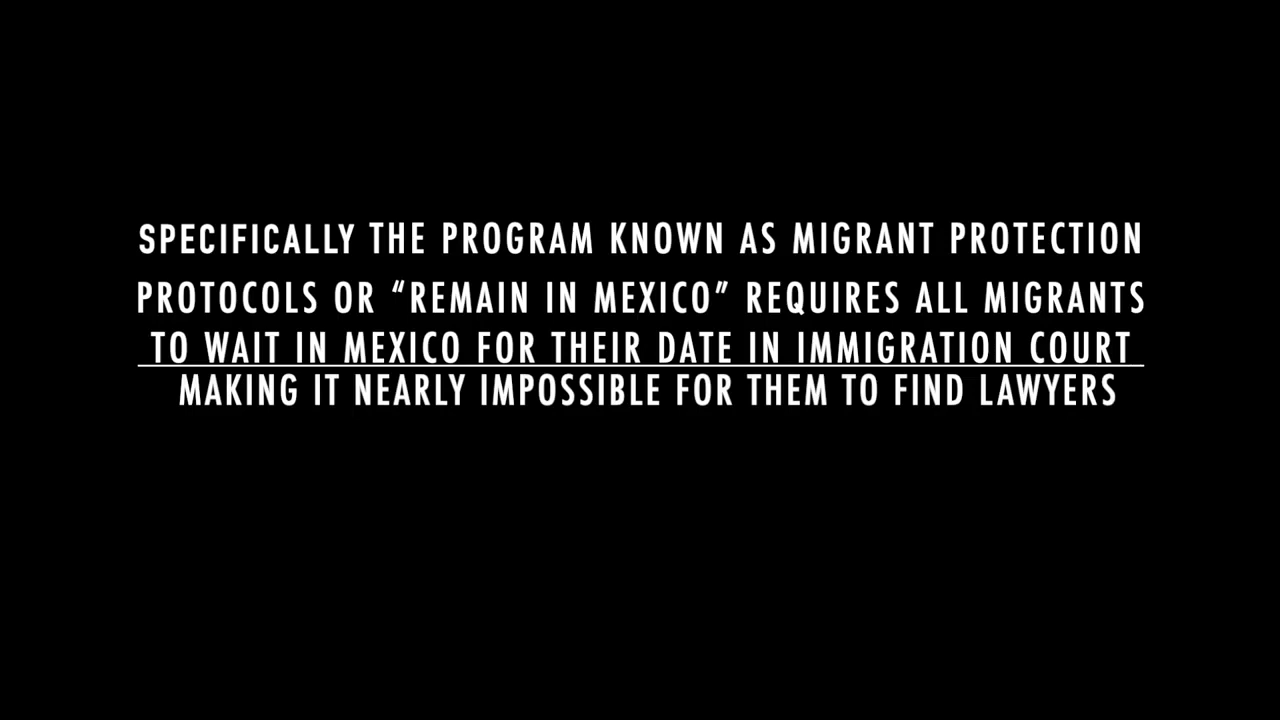 SPECIFICALLY THE PROGRAM KNOWN AS MIGRANT PROTECTION
PROTOCOLS OR “REMAIN IN MEXICO” REQUIRES ALL MIGRANTS
TO WAIT IN MEXICO FOR THEIR DATE IN IMMIGRATION COURT
MAKING IT NEARLY IMPOSSIBLE FOR THEM TO FIND LAWYERS